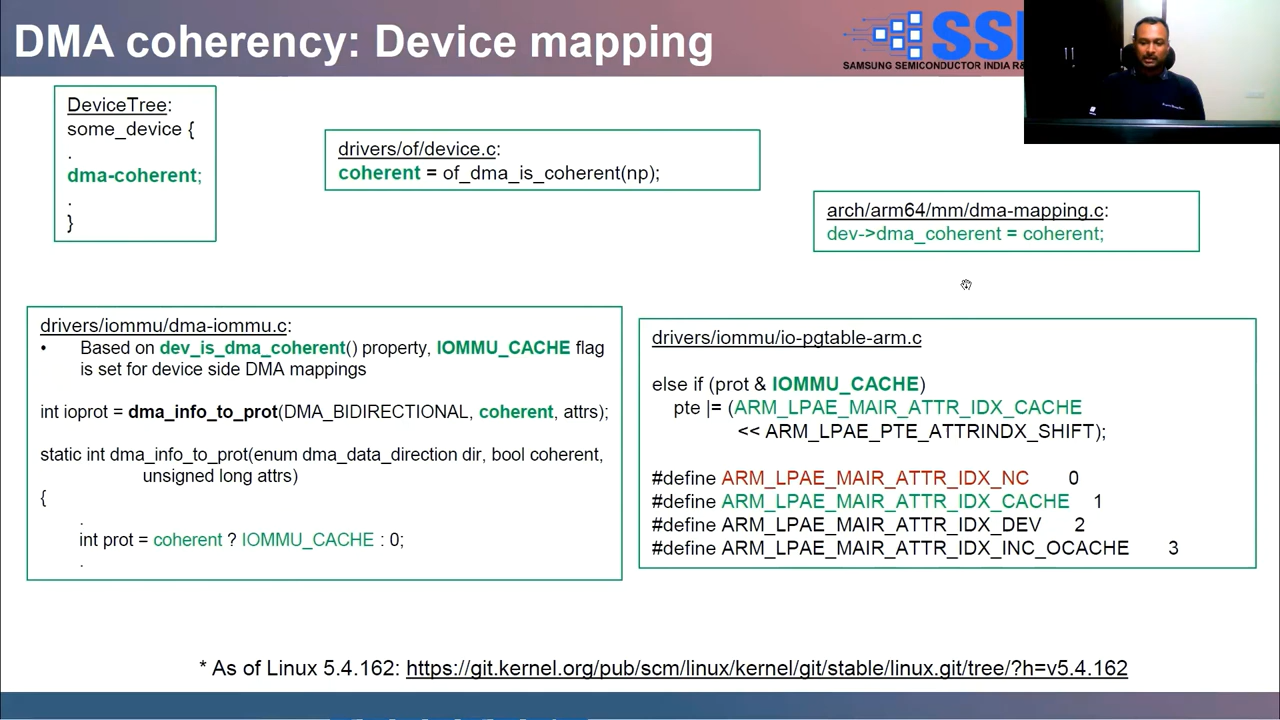 DMA coherency: Device mapping
SSI
SAMSUNG SEMICONDUCTOR INDIA R&
DeviceTree:
some_device {
.
dma-coherent;
.
}
drivers/of/device.c:
coherent = of_dma_is_coherent(np);
arch/arm64/mm/dma-mapping.c:
dev->dma_coherent = coherent;
drivers/iommu/dma-iommu.c:
• Based on dev_is_dma_coherent() property, IOMMU_CACHE flag
is set for device side DMA mappings
int ioprot = dma_info_to_prot(DMA_BIDIRECTIONAL, coherent, attrs);
static int dma_info_to_prot(enum dma_data_direction dir, bool coherent,
unsigned long attrs)
{
.
int prot = coherent ? IOMMU_CACHE : 0;
.
drivers/iommu/io-pgtable-arm.c
else if (prot & IOMMU_CACHE)
pte |= (ARM_LPAE_MAIR_ATTR_IDX_CACHE
<< ARM_LPAE_PTE_ATTRINDX_SHIFT);
#define ARM_LPAE_MAIR_ATTR_IDX_NC 0
#define ARM_LPAE_MAIR_ATTR_IDX_CACHE 1
#define ARM_LPAE_MAIR_ATTR_IDX_DEV 2
#define ARM_LPAE_MAIR_ATTR_IDX_INC_OCACHE 3
* As of Linux 5.4.162: https://git.kernel.org/pub/scm/linux/kernel/git/stable/linux.git/tree/?h=v5.4.162